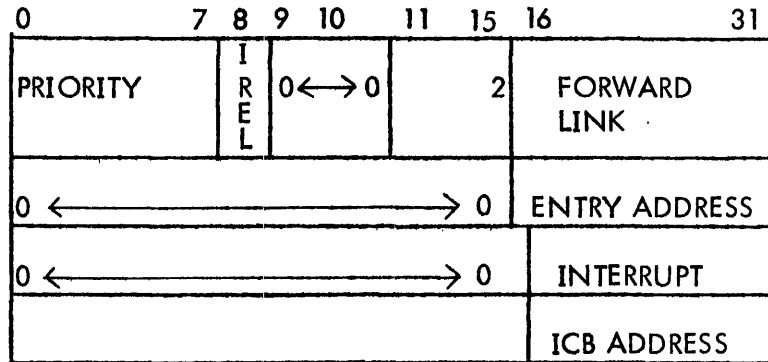 0 7 8 9 10 11 15 16 31
PRIORITY IREL 0⟷0 2 FORWARD LINK
0 ⟵⟶ 0 ENTRY ADDRESS
0 ⟵⟶ 0 INTERRUPT
ICB ADDRESS